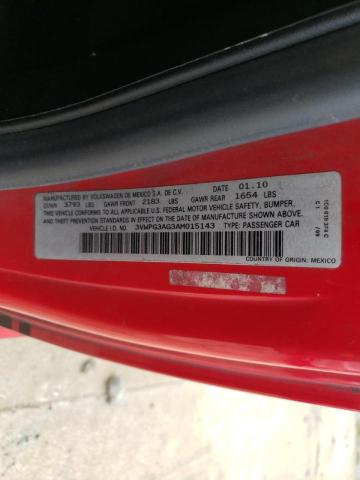 MANUFACTURED BY VOLKSWAGEN DE MEXICO S.A. DE C.V. DATE 01.10
GVWR 3793 LBS GAWR FRONT 2183 LBS GAWR REAR 1654 LBS
THIS VEHICLE CONFORMS TO ALL APPLICABLE U.S. FEDERAL MOTOR VEHICLE SAFETY, BUMPER,
AND THEFT PREVENTION STANDARDS IN EFFECT ON THE DATE OF MANUFACTURE SHOWN ABOVE.
VEHICLE I.D. NO.: 3VWPG3AG3AM015143 TYPE: PASSENGER CAR
COUNTRY OF ORIGIN: MEXICO